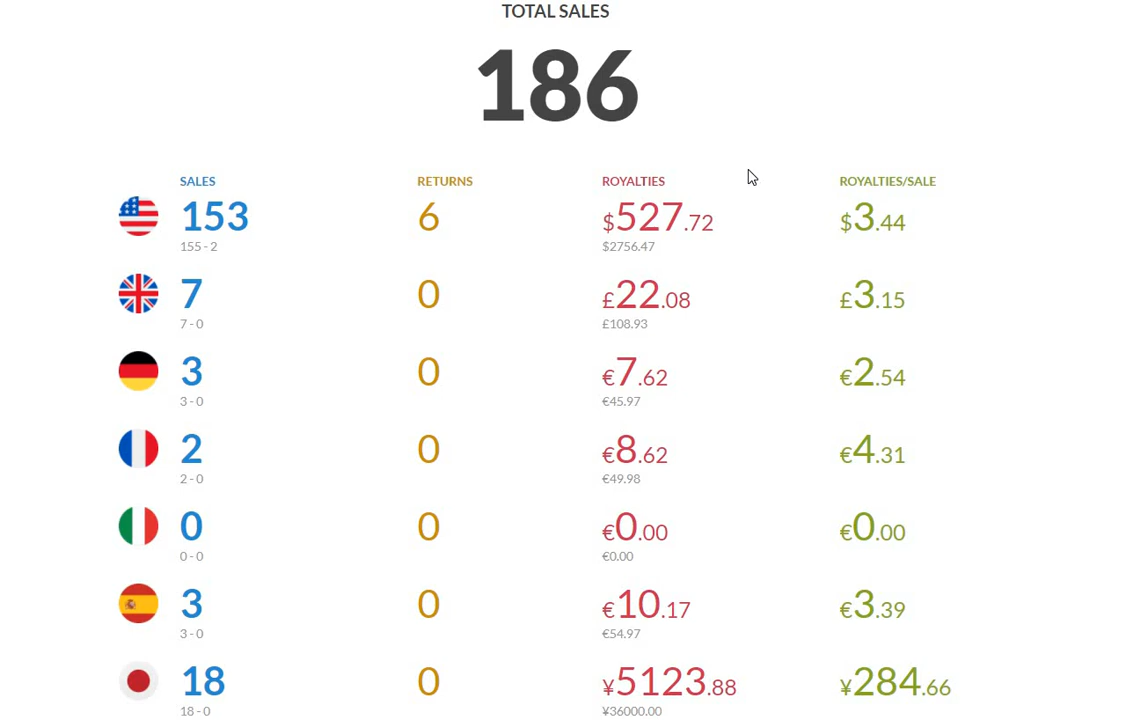 TOTAL SALES
186
SALES RETURNS ROYALTIES ROYALTIES/SALE
153 6 $527.72 $3.44
155 - 2 $2756.47
7 0 £22.08 £3.15
7 - 0 £108.93
3 0 €7.62 €2.54
3 - 0 €45.97
2 0 €8.62 €4.31
2 - 0 €49.98
0 0 €0.00 €0.00
0 - 0 €0.00
3 0 €10.17 €3.39
3 - 0 €54.97
18 0 ¥5123.88 ¥284.66
18 - 0 ¥36000.00